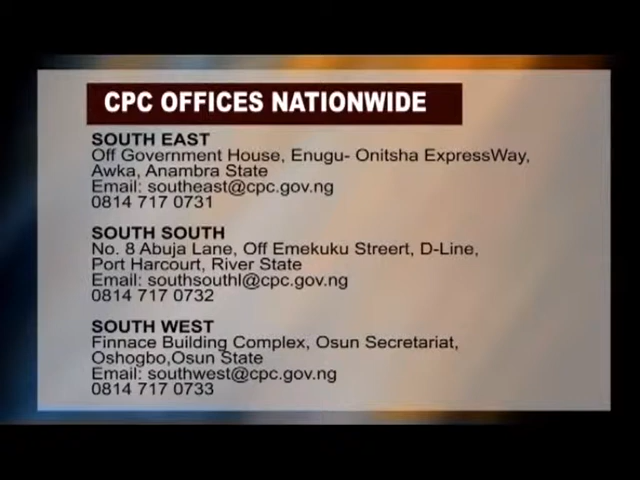 CPC OFFICES NATIONWIDE
SOUTH EAST
Off Government House, Enugu- Onitsha ExpressWay,
Awka, Anambra State
Email: southeast@cpc.gov.ng
0814 717 0731
SOUTH SOUTH
No. 8 Abuja Lane, Off Emekuku Streert, D-Line,
Port Harcourt, River State
Email: southsouthl@cpc.gov.ng
0814 717 0732
SOUTH WEST
Finnace Building Complex, Osun Secretariat,
Oshogbo,Osun State
Email: southwest@cpc.gov.ng
0814 717 0733